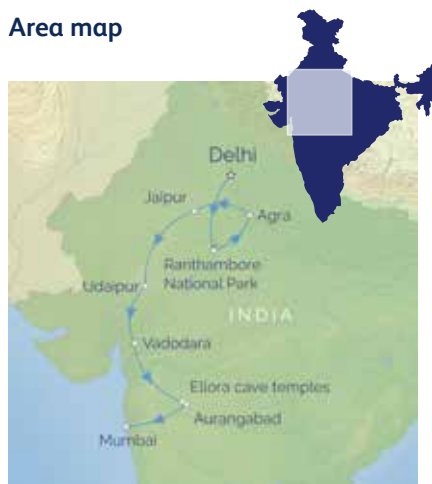 Area map
Delhi
Jaipur
Agra
Ranthambore
National Park
Udaipur
INDIA
Vadodara
Ellora cave temples
Aurangabad
Mumbai